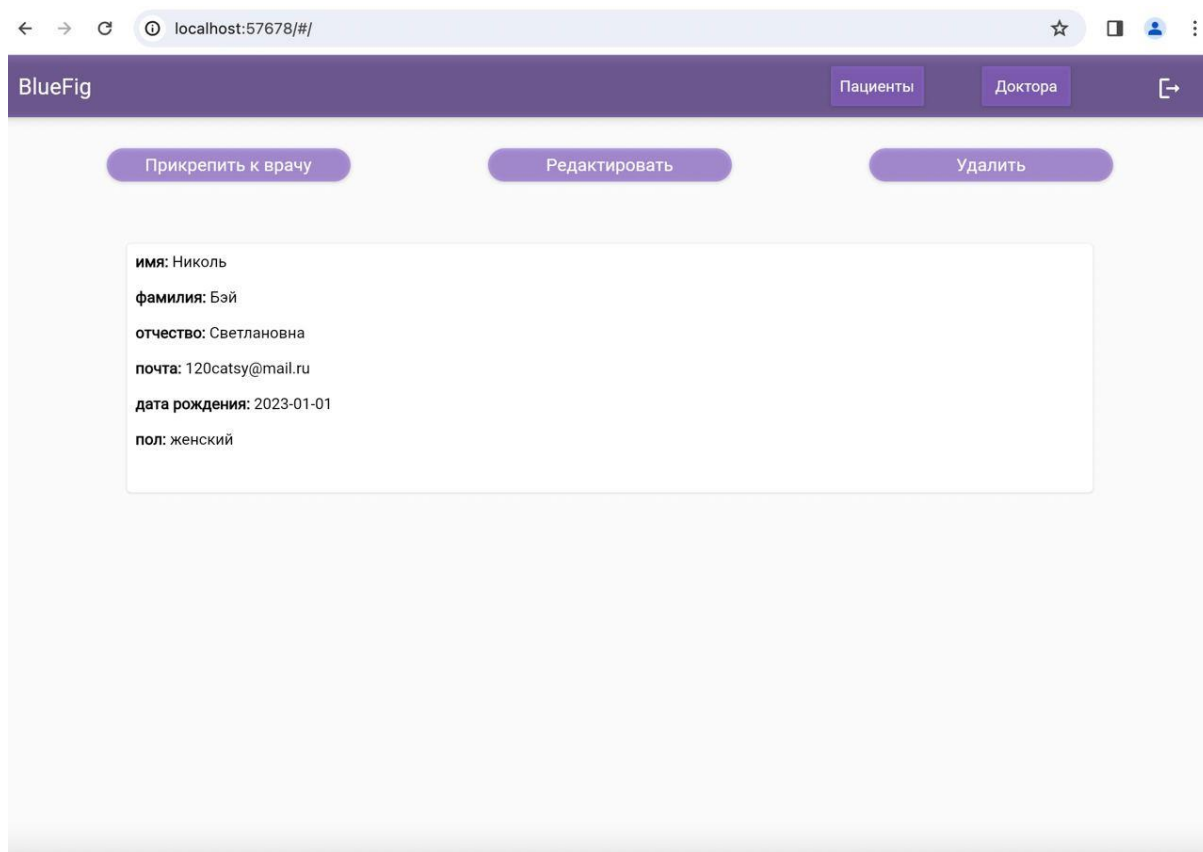 localhost:57678/#/
BlueFig Пациенты Доктора
Прикрепить к врачу Редактировать Удалить
имя: Николь
фамилия: Бэй
отчество: Светлановна
почта: 120catsy@mail.ru
дата рождения: 2023-01-01
пол: женский